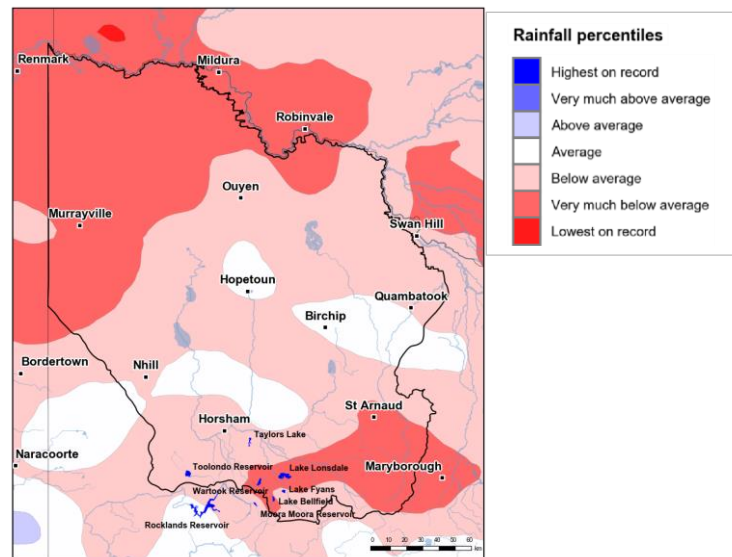 Renmark
Mildura
Robinvale
Ouyen
Murrayville
Swan Hill
Hopetoun
Quambatook
Birchip
Bordertown
Nhill
St Arnaud
Horsham
Taylors Lake
Naracoorte
Toolondo Reservoir
Lake Lonsdale
Maryborough
Wartook Reservoir
Lake Fyans
Lake Bellfield
Moora Moora Reservoir
Rocklands Reservoir
0 10 20 30 40 50 60
km
Rainfall percentiles
Highest on record
Very much above average
Above average
Average
Below average
Very much below average
Lowest on record